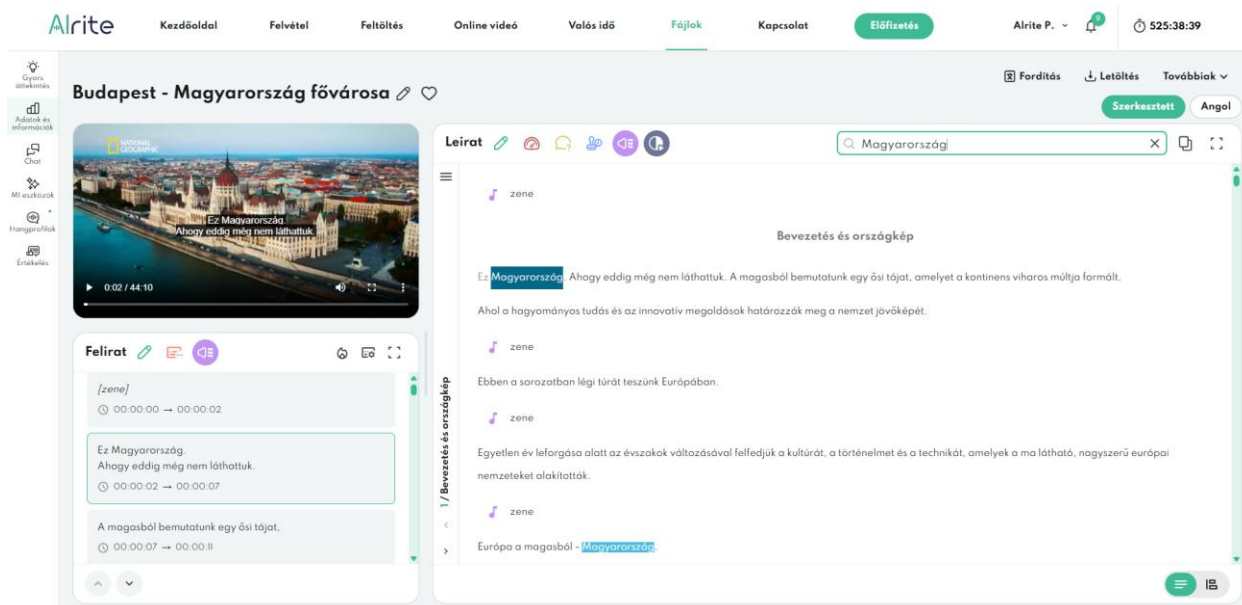 Alrite
Kezdőoldal
Felvétel
Feltöltés
Online videó
Valós idő
Fájlok
Kapcsolat
Előfizetés
Alrite P.
9
525:38:39
Gyors
áttekintés
Adatok és
információk
Chat
MI eszközök
Hangprofilok
Értékelés
Budapest - Magyarország fővárosa
Fordítás
Letöltés
Továbbiak
Szerkesztett
Angol
NATIONAL
GEOGRAPHIC
Ez Magyarország.
Ahogy eddig még nem láthattuk.
0:02 / 44:10
Felirat
[zene]
00:00:00 → 00:00:02
Ez Magyarország.
Ahogy eddig még nem láthattuk.
00:00:02 → 00:00:07
A magasból bemutatunk egy ősi tájat,
00:00:07 → 00:00:11
Leirat
Magyarország
1 / Bevezetés és országkép
zene
Bevezetés és országkép
Ez Magyarország. Ahogy eddig még nem láthattuk. A magasból bemutatunk egy ősi tájat, amelyet a kontinens viharos múltja formált.
Ahol a hagyományos tudás és az innovatív megoldások határozzák meg a nemzet jövőképét.
zene
Ebben a sorozatban légi túrát teszünk Európában.
zene
Egyetlen év leforgása alatt az évszakok változásával felfedjük a kultúrát, a történelmet és a technikát, amelyek a ma látható, nagyszerű európai
nemzeteket alakították.
zene
Európa a magasból - Magyarország.